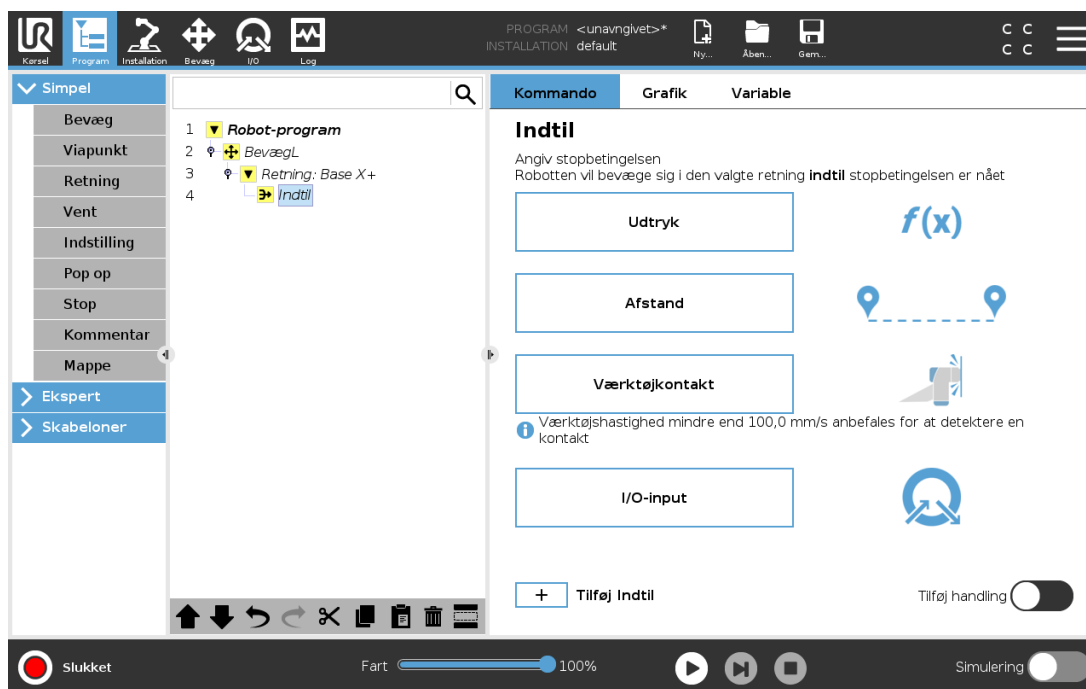 PROGRAM <unavngivet>*
INSTALLATION default
Kørsel Program Installation Bevæg I/O Log Ny... Åben... Gem...
C C
C C
Simpel
Bevæg
Viapunkt
Retning
Vent
Indstilling
Pop op
Stop
Kommentar
Mappe
Ekspert
Skabeloner
1 Robot-program
2 BevægL
3 Retning: Base X+
4 Indtil
Kommando Grafik Variable
Indtil
Angiv stopbetingelsen
Robotten vil bevæge sig i den valgte retning indtil stopbetingelsen er nået
Udtryk
f(x)
Afstand
Værktøjkontakt
Værktøjshastighed mindre end 100,0 mm/s anbefales for at detektere en
kontakt
I/O-input
+ Tilføj Indtil Tilføj handling
Slukket Fart 100% Simulering